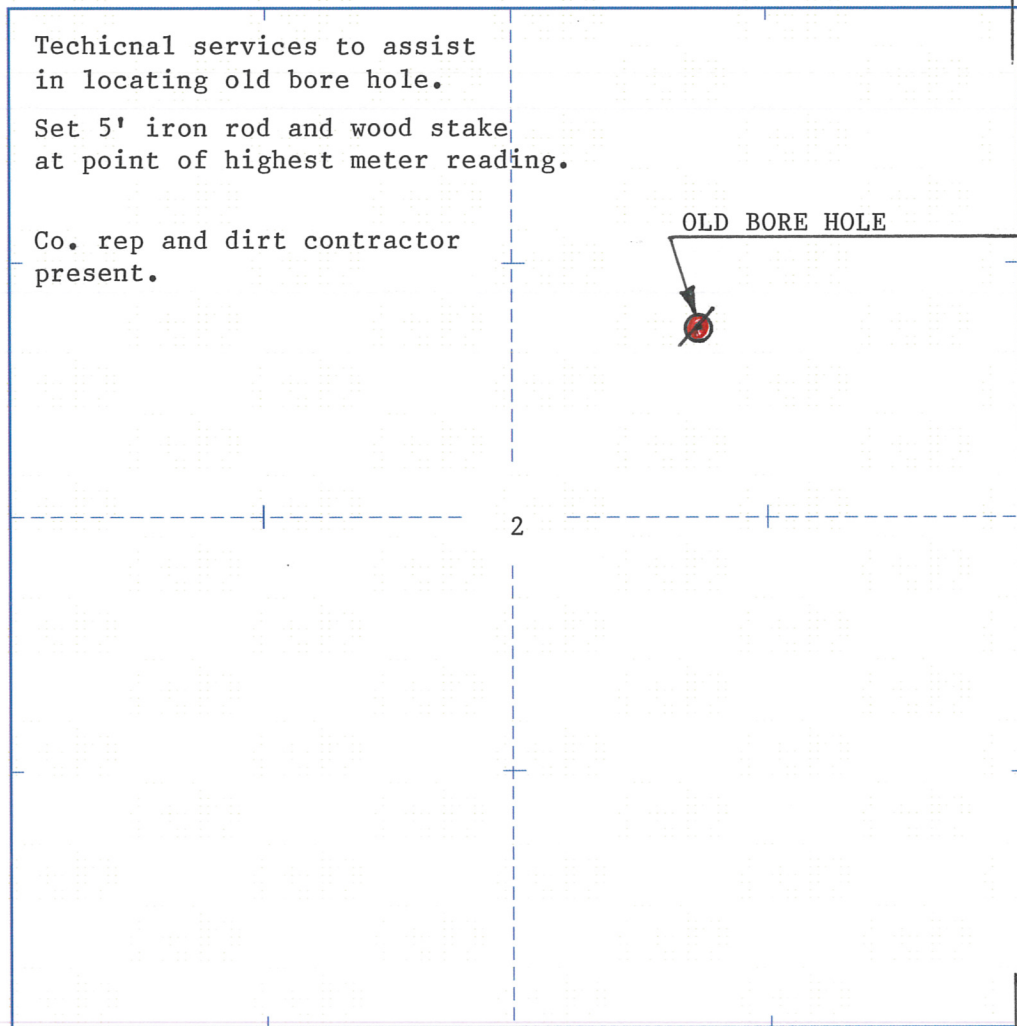 Techicnal services to assist
in locating old bore hole.
Set 5' iron rod and wood stake
at point of highest meter reading.
Co. rep and dirt contractor
present.
OLD BORE HOLE
2